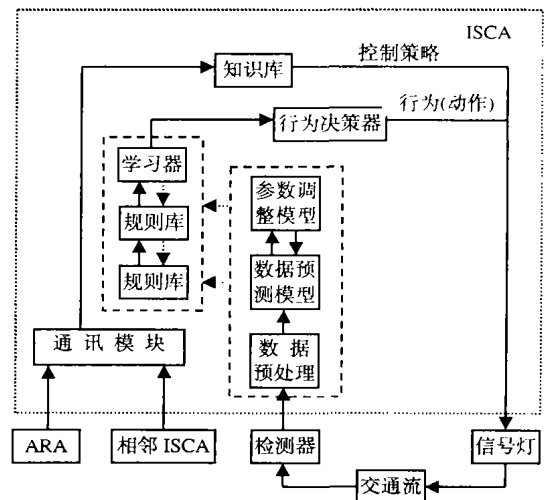 ISCA
控制策略
知识库
行为(动作)
行为决策器
学习器
规则库
规则库
参数调
整模型
数据预
测模型
数据
预处理
通讯模块
ARA
相邻 ISCA
检测器
信号灯
交通流